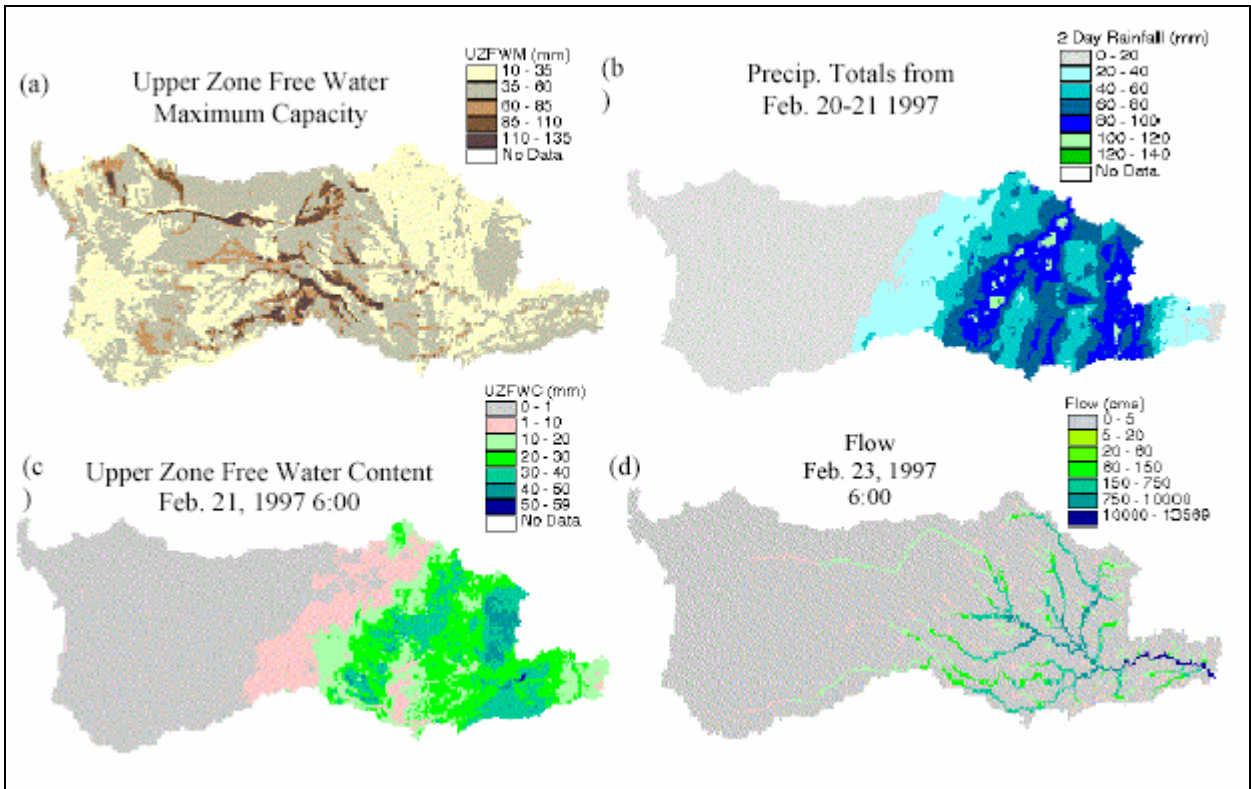 (a)
Upper Zone Free Water
Maximum Capacity
UZFWM (mm)
10 - 35
35 - 60
60 - 85
85 - 110
110 - 135
No Data
(b
)
Precip. Totals from
Feb. 20-21 1997
2 Day Rainfall (mm)
0 - 20
20 - 40
40 - 60
60 - 80
80 - 100
100 - 120
120 - 140
No Data
(c
)
Upper Zone Free Water Content
Feb. 21, 1997 6:00
UZFWC (mm)
0 - 1
1 - 10
10 - 20
20 - 30
30 - 40
40 - 50
50 - 59
No Data
(d)
Flow
Feb. 23, 1997
6:00
Flow (cms)
0 - 5
5 - 20
20 - 60
60 - 150
150 - 750
750 - 10000
10000 - 13569